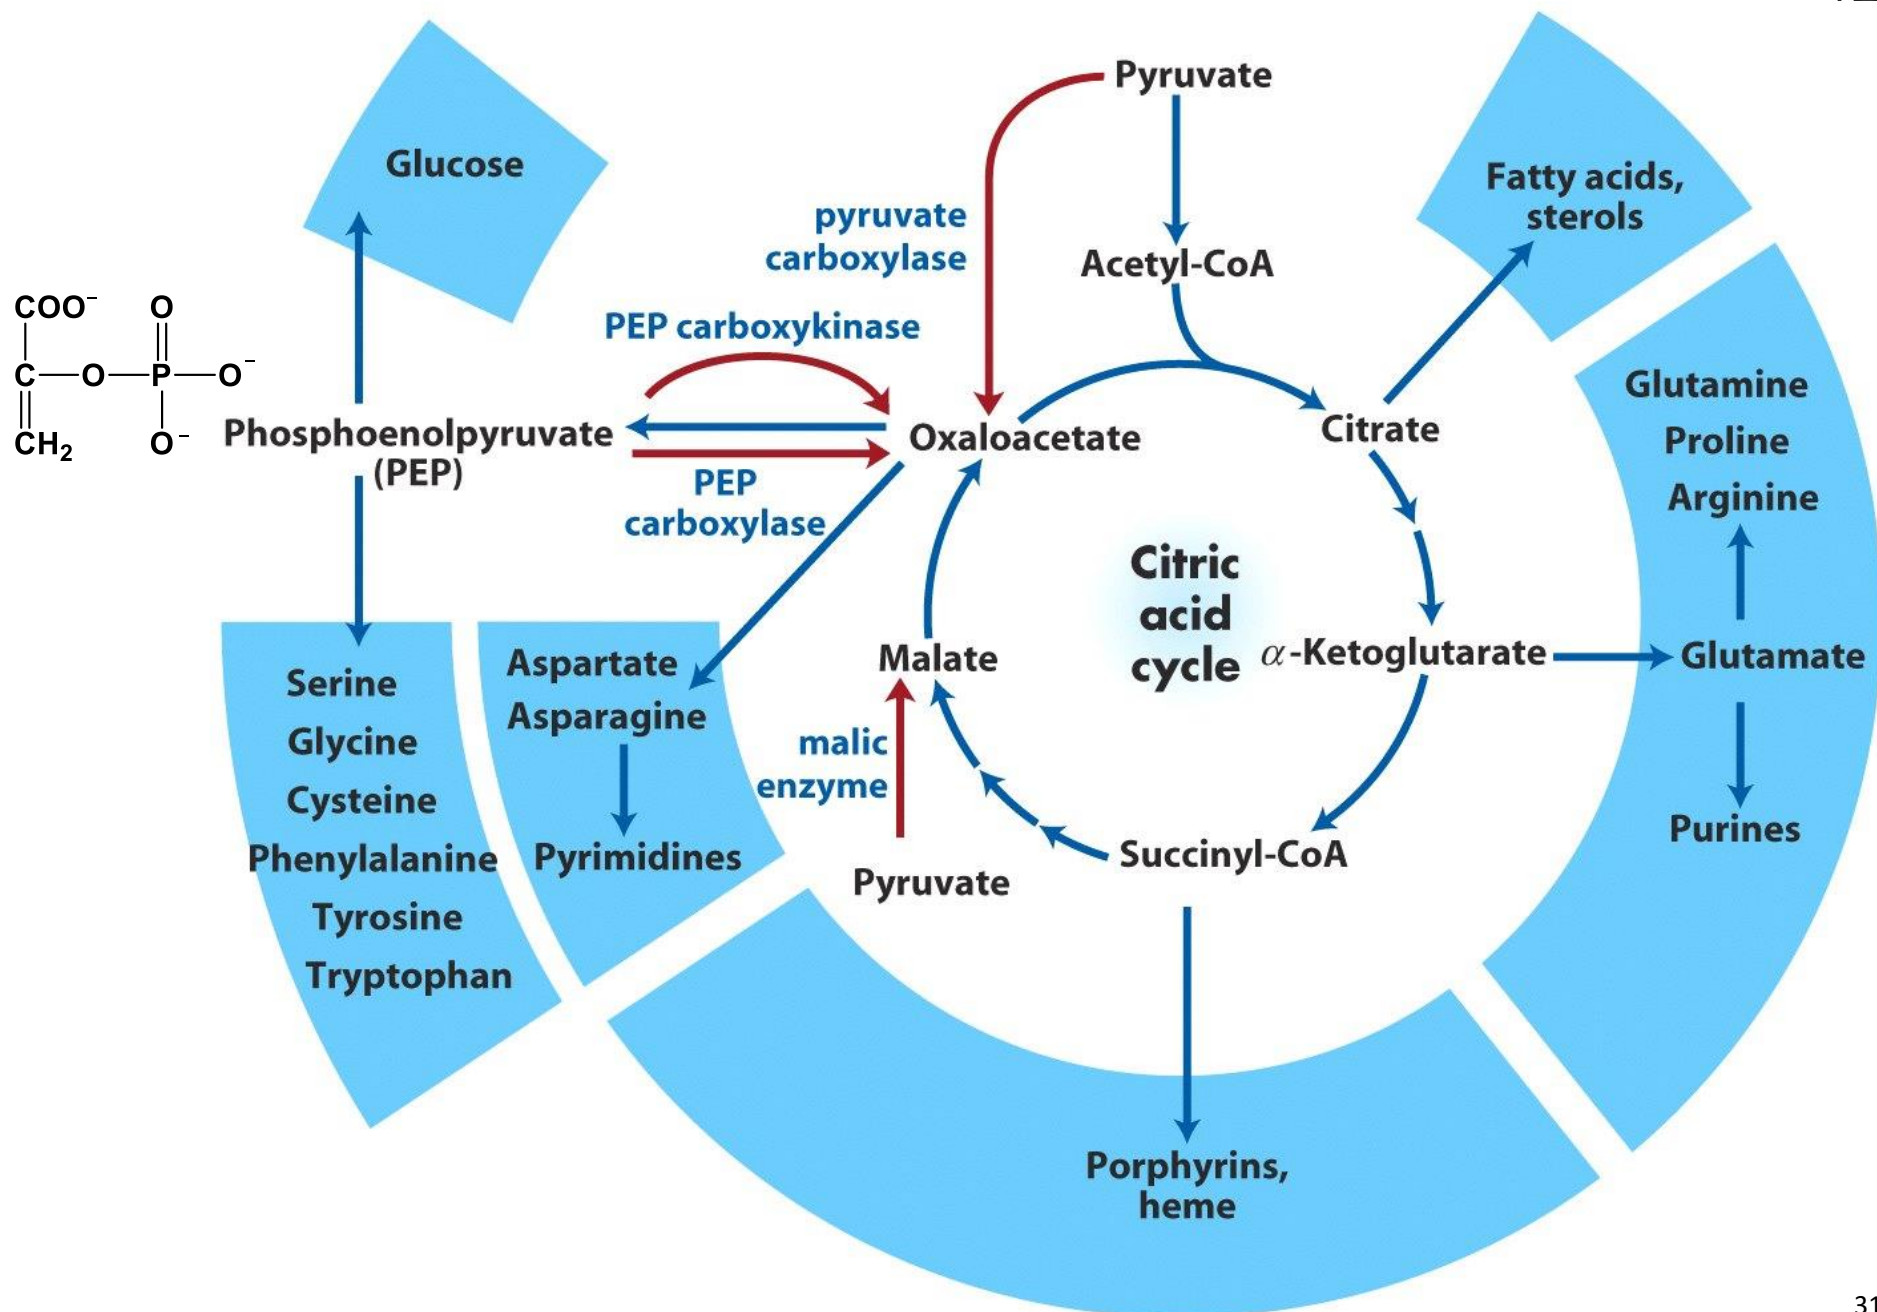 Pyruvate
Glucose
Fatty acids,
sterols
pyruvate
carboxylase
Acetyl-CoA
PEP carboxykinase
COO⁻
O
C—O—P—O⁻
CH₂
O⁻
Phosphoenolpyruvate
(PEP)
Oxaloacetate
Citrate
PEP
carboxylase
Glutamine
Proline
Arginine
Citric
acid
cycle
Malate
α-Ketoglutarate
Glutamate
Purines
Aspartate
Asparagine
Pyrimidines
Serine
Glycine
Cysteine
Phenylalanine
Tyrosine
Tryptophan
malic
enzyme
Pyruvate
Succinyl-CoA
Porphyrins,
heme
31